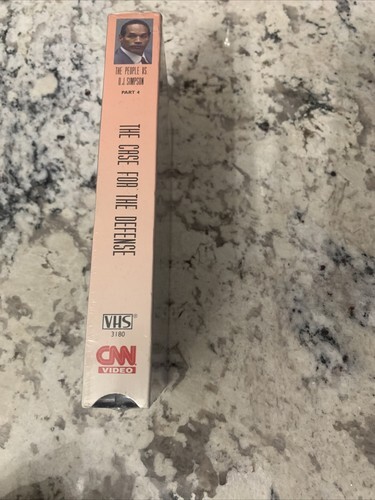 THE PEOPLE VS
O.J. SIMPSON
PART 4
THE CASE FOR THE DEFENSE
VHS
3180
CNN
VIDEO